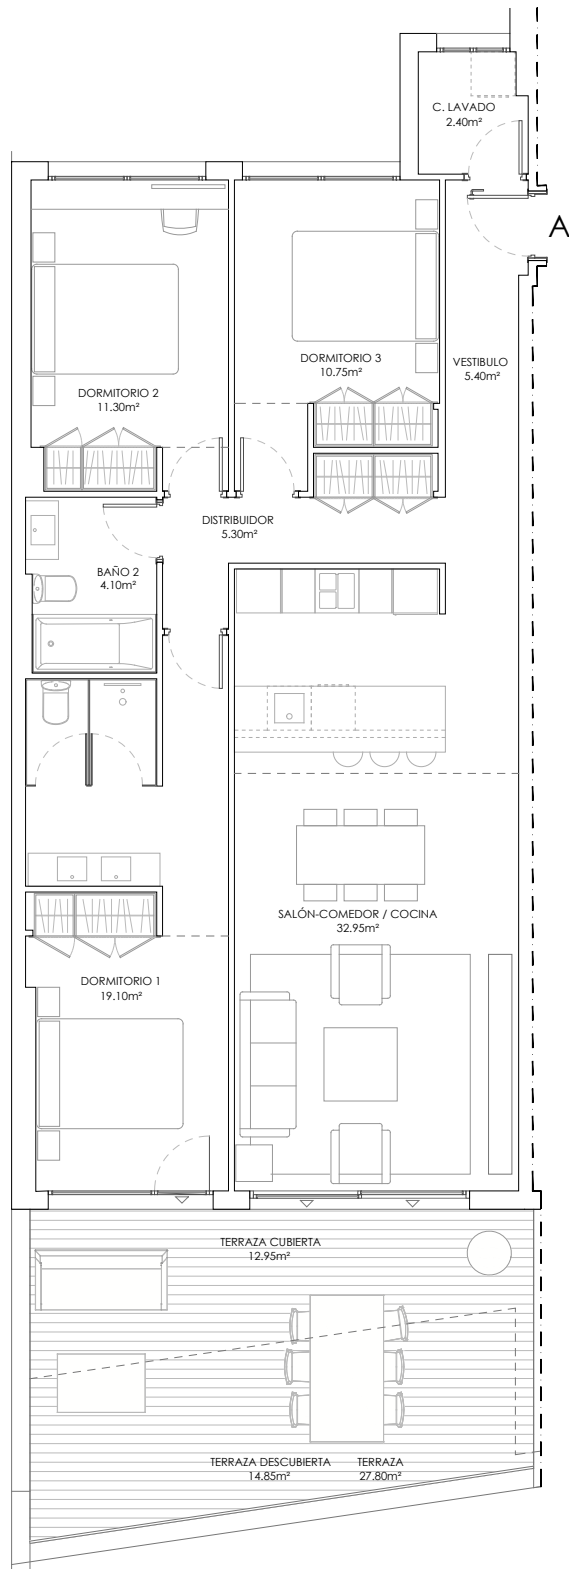 C. LAVADO
2.40m²
A
DORMITORIO 3
10.75m²
VESTIBULO
5.40m²
DORMITORIO 2
11.30m²
DISTRIBUIDOR
5.30m²
BAÑO 2
4.10m²
SALÓN-COMEDOR / COCINA
32.95m²
DORMITORIO 1
19.10m²
TERRAZA CUBIERTA
12.95m²
TERRAZA DESCUBIERTA
14.85m²
TERRAZA
27.80m²